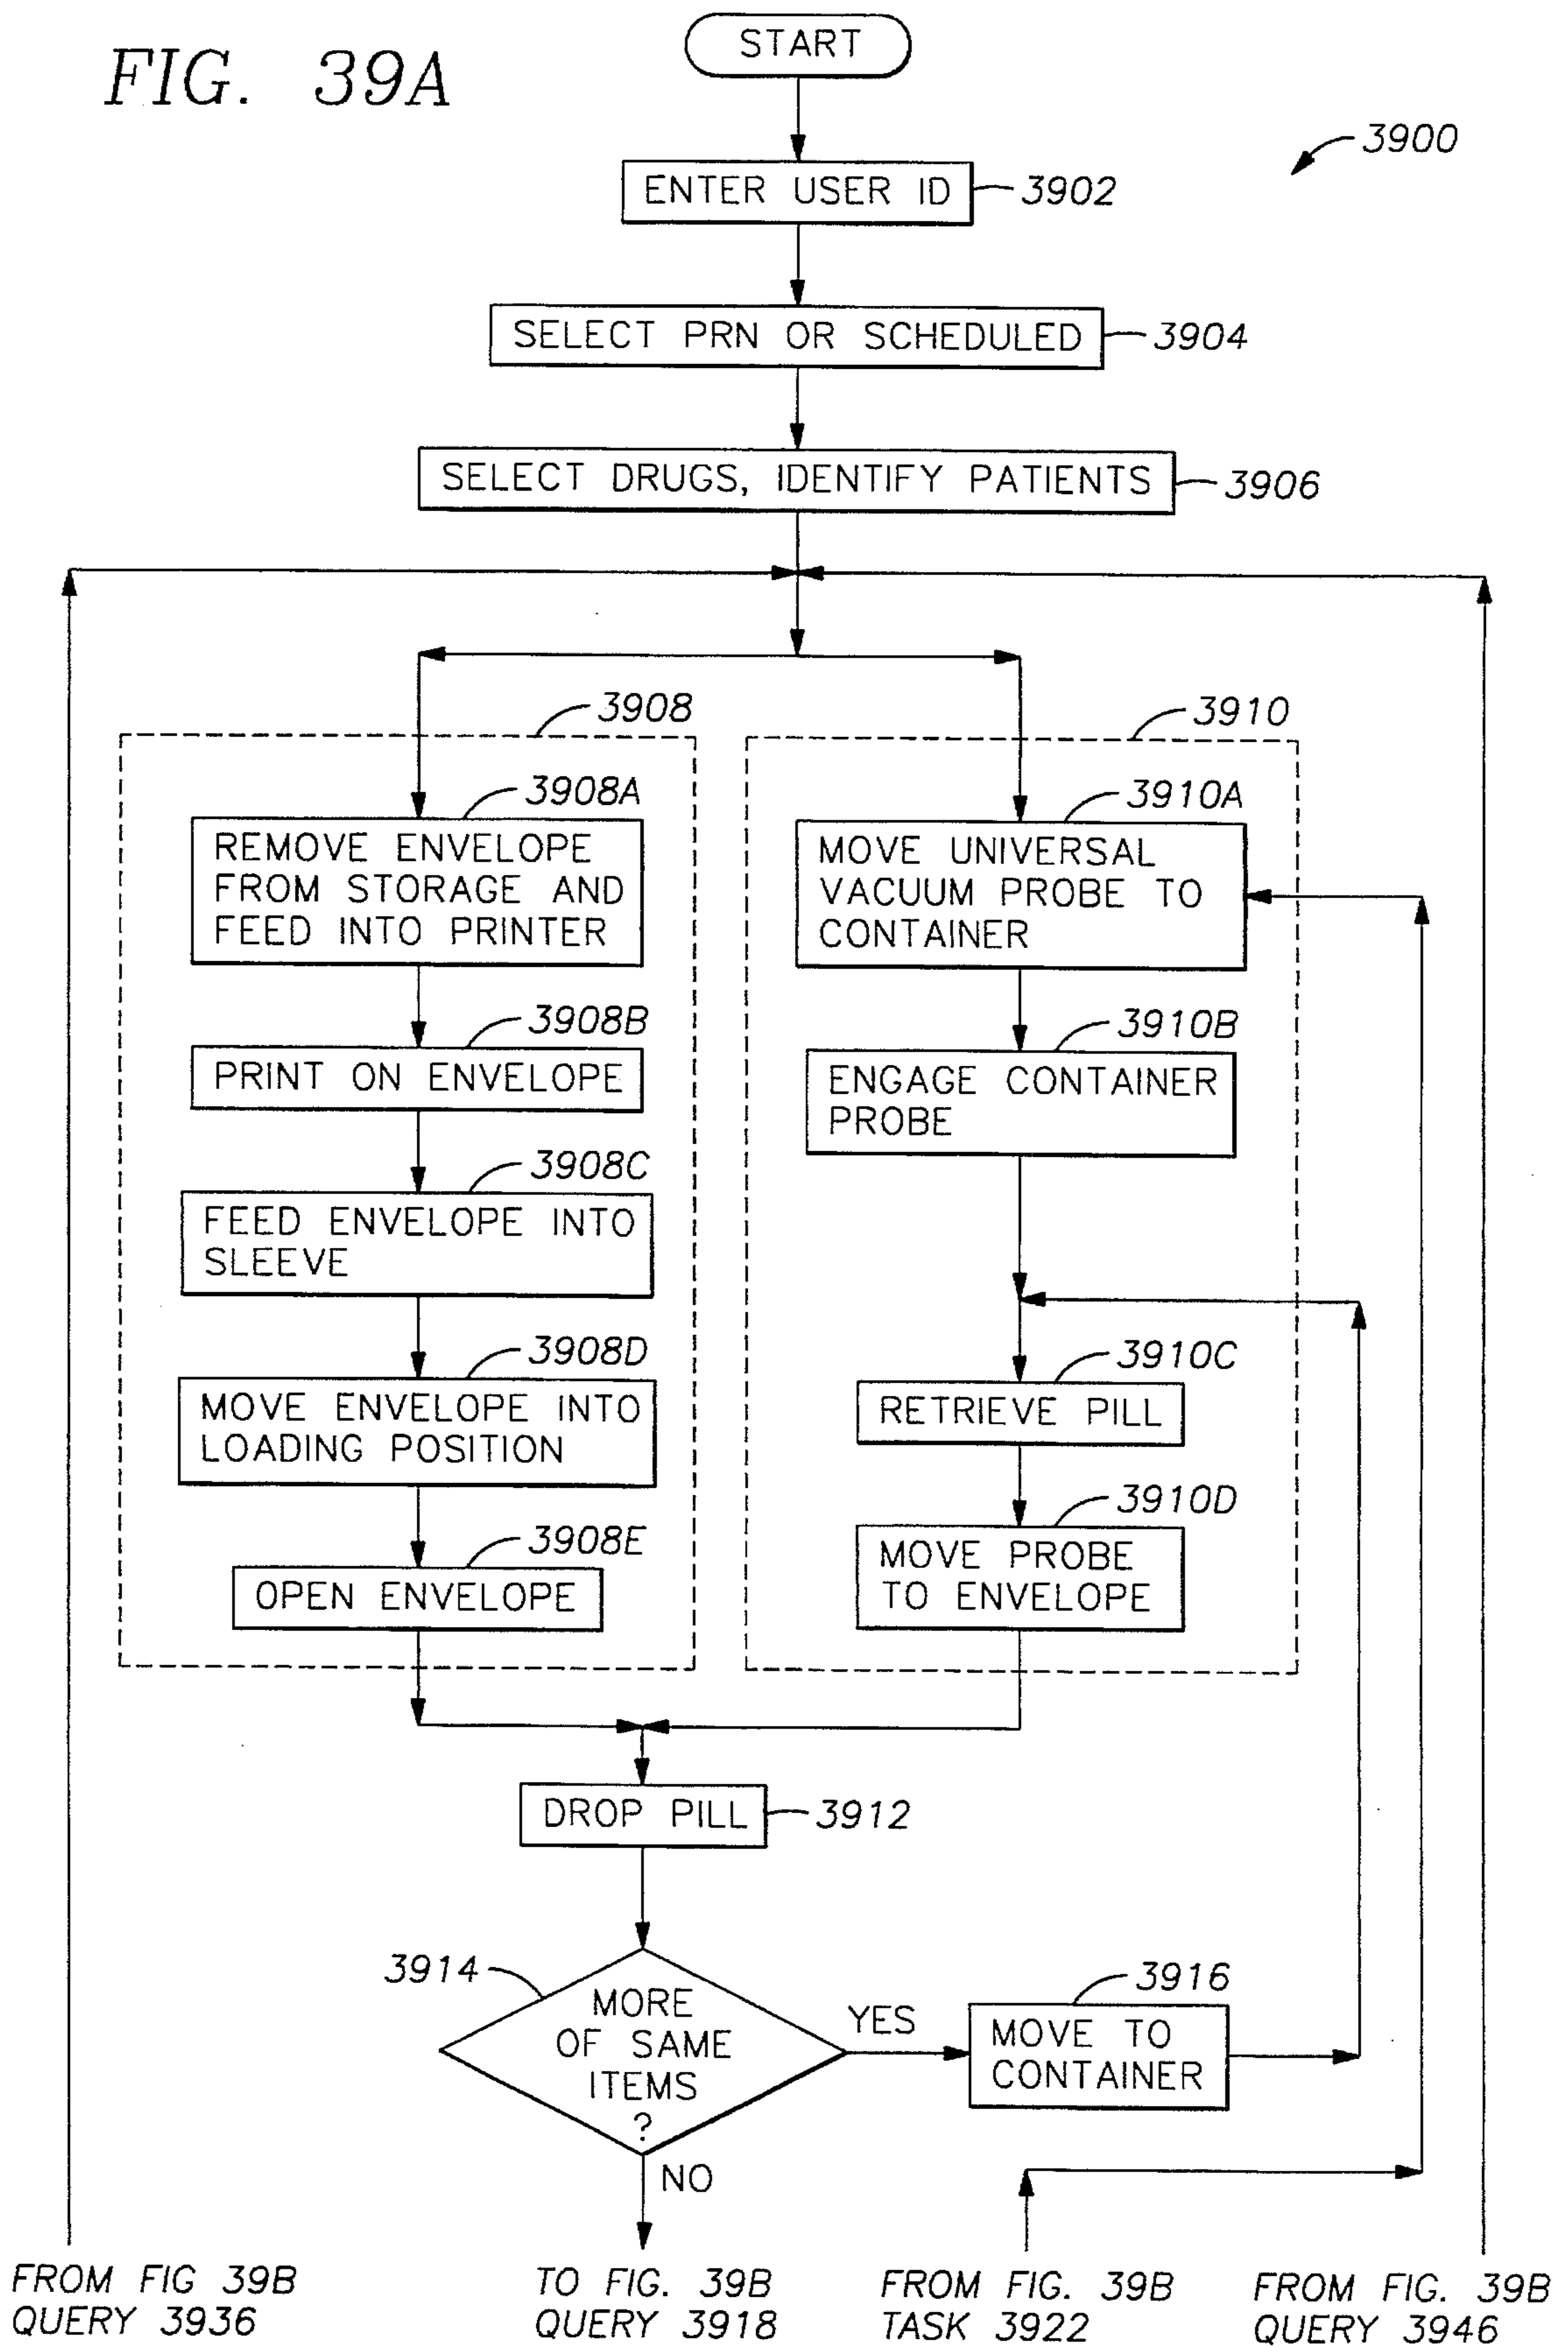 FIG. 39A
START
3900
ENTER USER ID
3902
SELECT PRN OR SCHEDULED
3904
SELECT DRUGS, IDENTIFY PATIENTS
3906
3908
3910
3908A
REMOVE ENVELOPE
FROM STORAGE AND
FEED INTO PRINTER
3910A
MOVE UNIVERSAL
VACUUM PROBE TO
CONTAINER
3908B
PRINT ON ENVELOPE
3910B
ENGAGE CONTAINER
PROBE
3908C
FEED ENVELOPE INTO
SLEEVE
3908D
MOVE ENVELOPE INTO
LOADING POSITION
3910C
RETRIEVE PILL
3908E
OPEN ENVELOPE
3910D
MOVE PROBE
TO ENVELOPE
DROP PILL
3912
3914
MORE
OF SAME
ITEMS
?
YES
3916
MOVE TO
CONTAINER
NO
FROM FIG 39B
QUERY 3936
TO FIG. 39B
QUERY 3918
FROM FIG. 39B
TASK 3922
FROM FIG. 39B
QUERY 3946